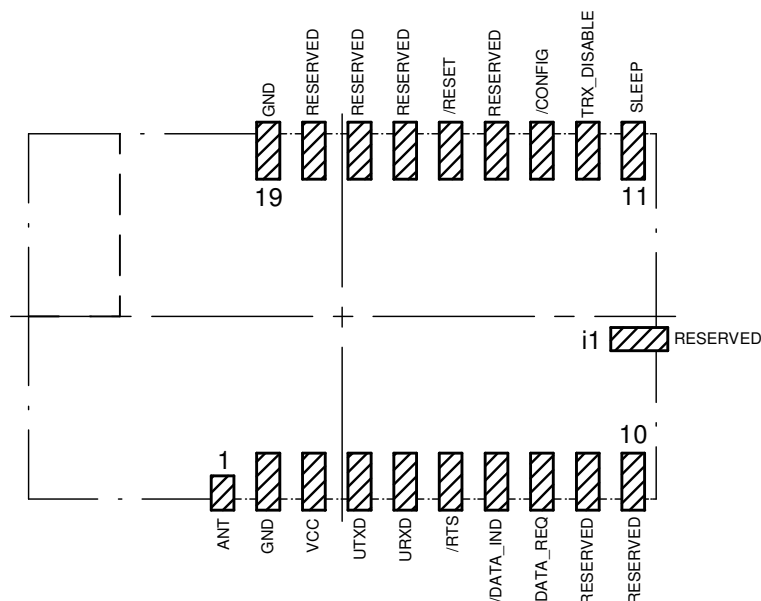 GND
RESERVED
RESERVED
RESERVED
/RESET
RESERVED
/CONFIG
TRX_DISABLE
SLEEP
19
11
i1
RESERVED
1
10
ANT
GND
VCC
UTXD
URXD
/RTS
/DATA_IND
DATA_REQ
RESERVED
RESERVED